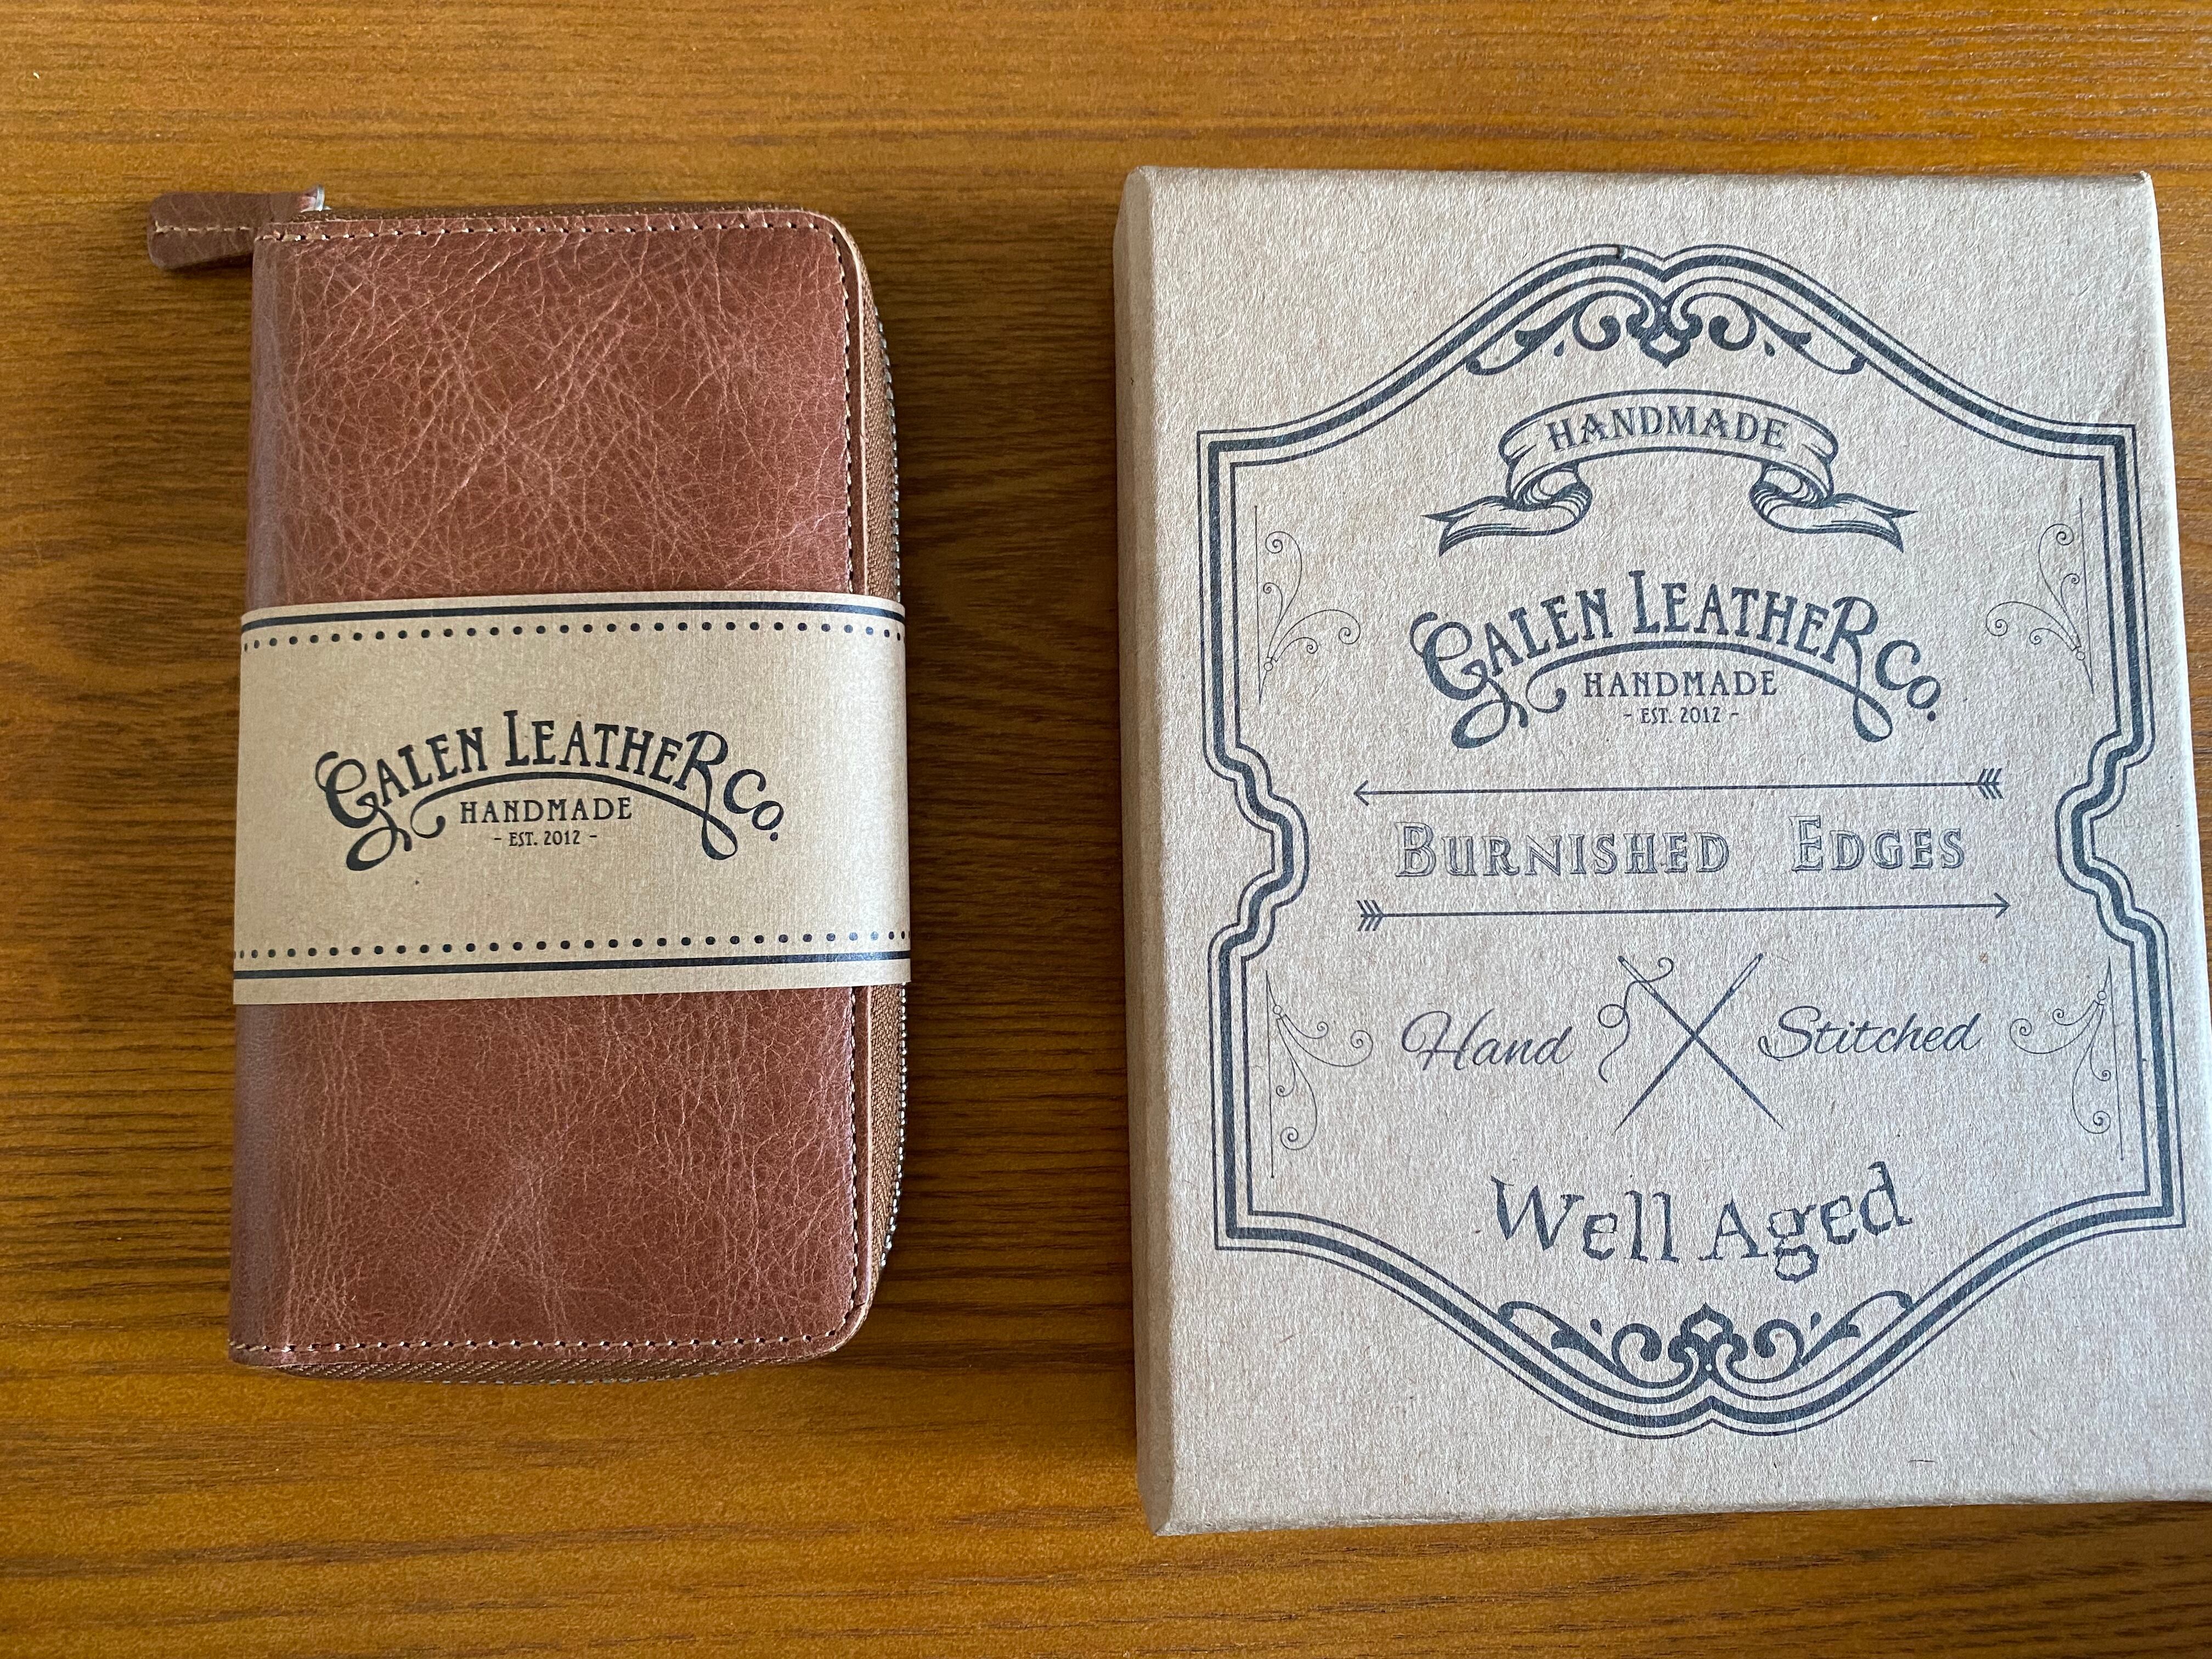 GALEN LEATHER CO.
HANDMADE
- EST. 2012 -
HANDMADE
GALEN LEATHER CO.
HANDMADE
- EST. 2012 -
BURNISHED EDGES
Hand Stitched
Well Aged